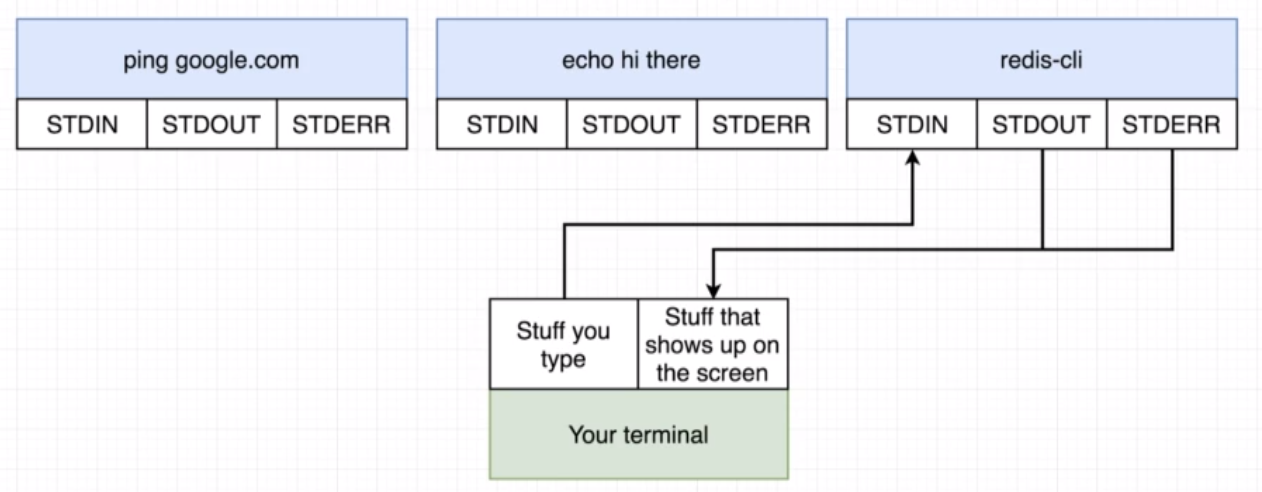 ping google.com
echo hi there
redis-cli
STDIN STDOUT STDERR
STDIN STDOUT STDERR
STDIN STDOUT STDERR
Stuff you
type
Stuff that
shows up on
the screen
Your terminal